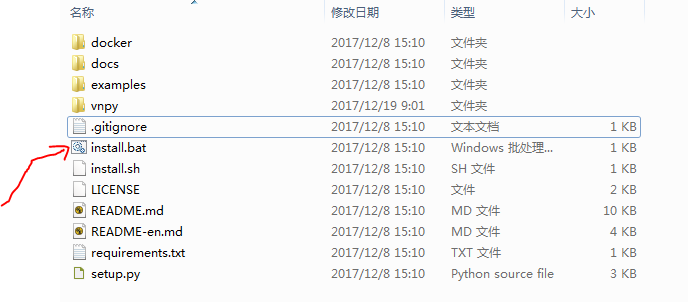 名称 修改日期 类型 大小
docker 2017/12/8 15:10 文件夹
docs 2017/12/8 15:10 文件夹
examples 2017/12/8 15:10 文件夹
vnpy 2017/12/19 9:01 文件夹
.gitignore 2017/12/8 15:10 文本文档 1 KB
install.bat 2017/12/8 15:10 Windows 批处理... 1 KB
install.sh 2017/12/8 15:10 SH 文件 1 KB
LICENSE 2017/12/8 15:10 文件 2 KB
README.md 2017/12/8 15:10 MD 文件 10 KB
README-en.md 2017/12/8 15:10 MD 文件 4 KB
requirements.txt 2017/12/8 15:10 TXT 文件 1 KB
setup.py 2017/12/8 15:10 Python source file 3 KB